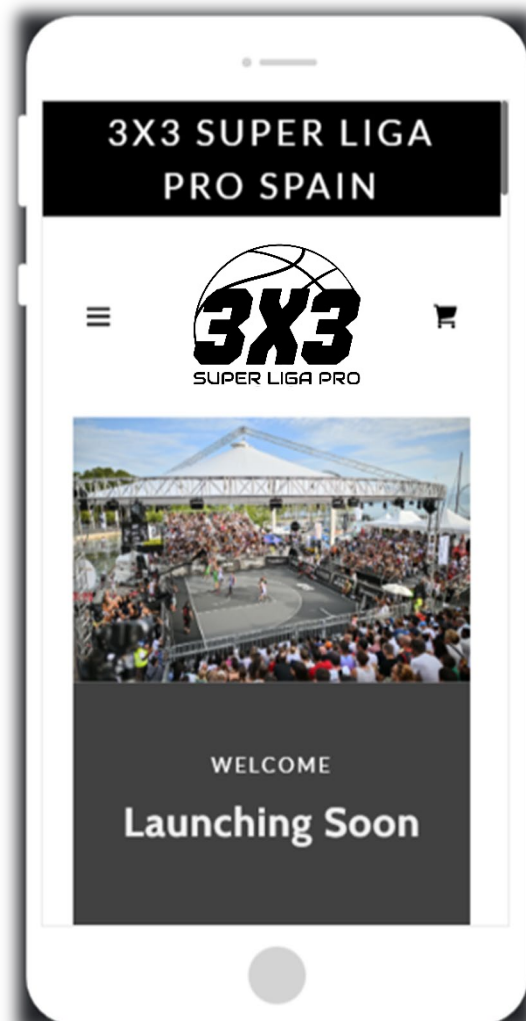 3X3 SUPER LIGA
PRO SPAIN
3X3
SUPER LIGA PRO
WELCOME
Launching Soon